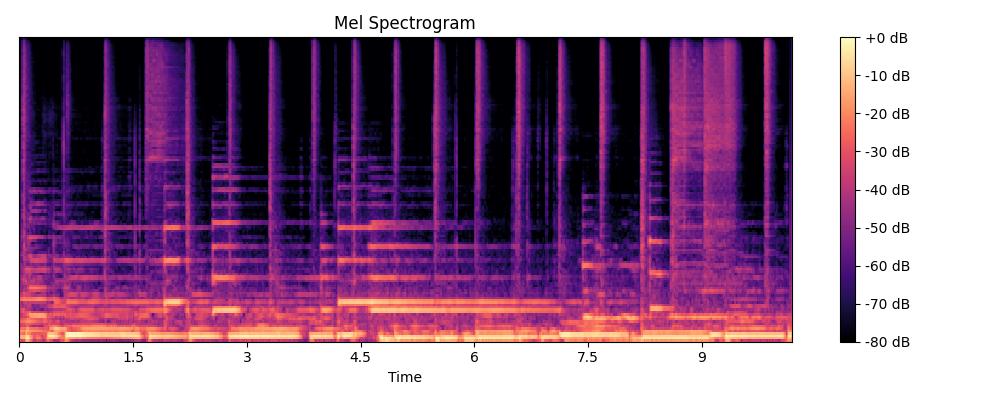 Mel Spectrogram
+0 dB
-10 dB
-20 dB
-30 dB
-40 dB
-50 dB
-60 dB
-70 dB
-80 dB
0 1.5 3 4.5 6 7.5 9
Time